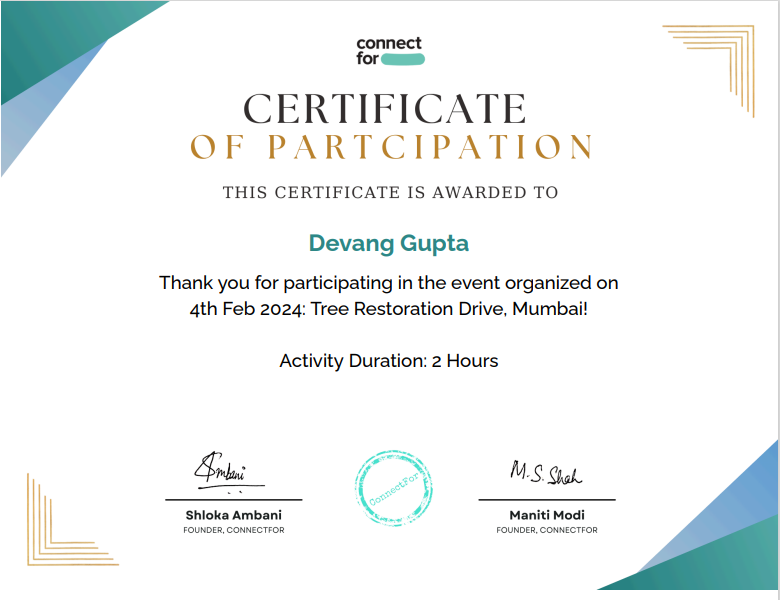 connect
for
CERTIFICATE
OF PARTCIPATION
THIS CERTIFICATE IS AWARDED TO
Devang Gupta
Thank you for participating in the event organized on
4th Feb 2024: Tree Restoration Drive, Mumbai!
Activity Duration: 2 Hours
SAmbani
M.S. Shah
ConnectFor
Shloka Ambani
Maniti Modi
FOUNDER, CONNECTFOR
FOUNDER, CONNECTFOR